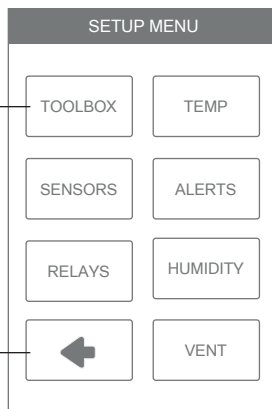 SETUP MENU
TOOLBOX TEMP
SENSORS ALERTS
RELAYS HUMIDITY
VENT